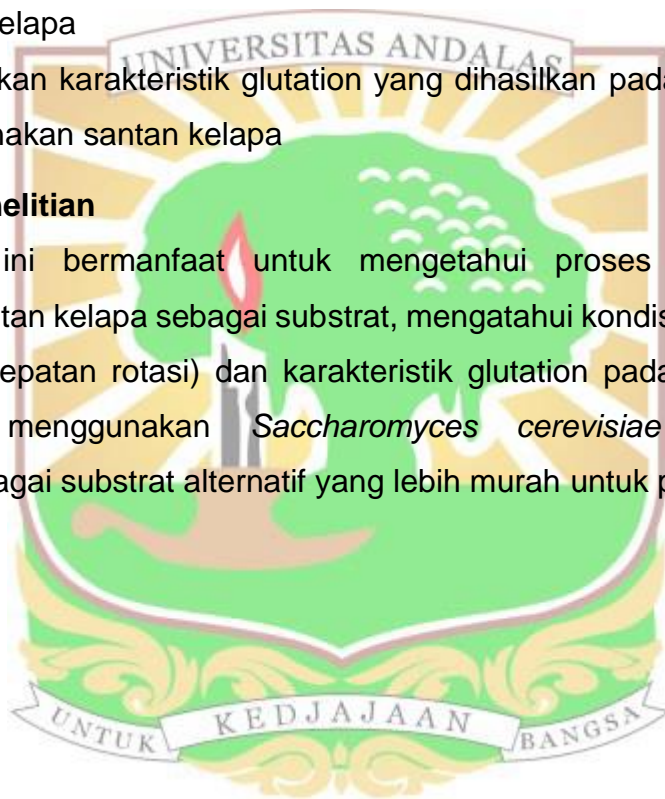 elapa
UNIVERSITAS ANDALAS
kan karakteristik glutation yang dihasilkan pada
nakan santan kelapa
nelitian
ini bermanfaat untuk mengetahui proses
tan kelapa sebagai substrat, mengatahui kondis
epatan rotasi) dan karakteristik glutation pada
menggunakan Saccharomyces cerevisiae
agai substrat alternatif yang lebih murah untuk p
UNTUK KEDJAJAAN BANGSA